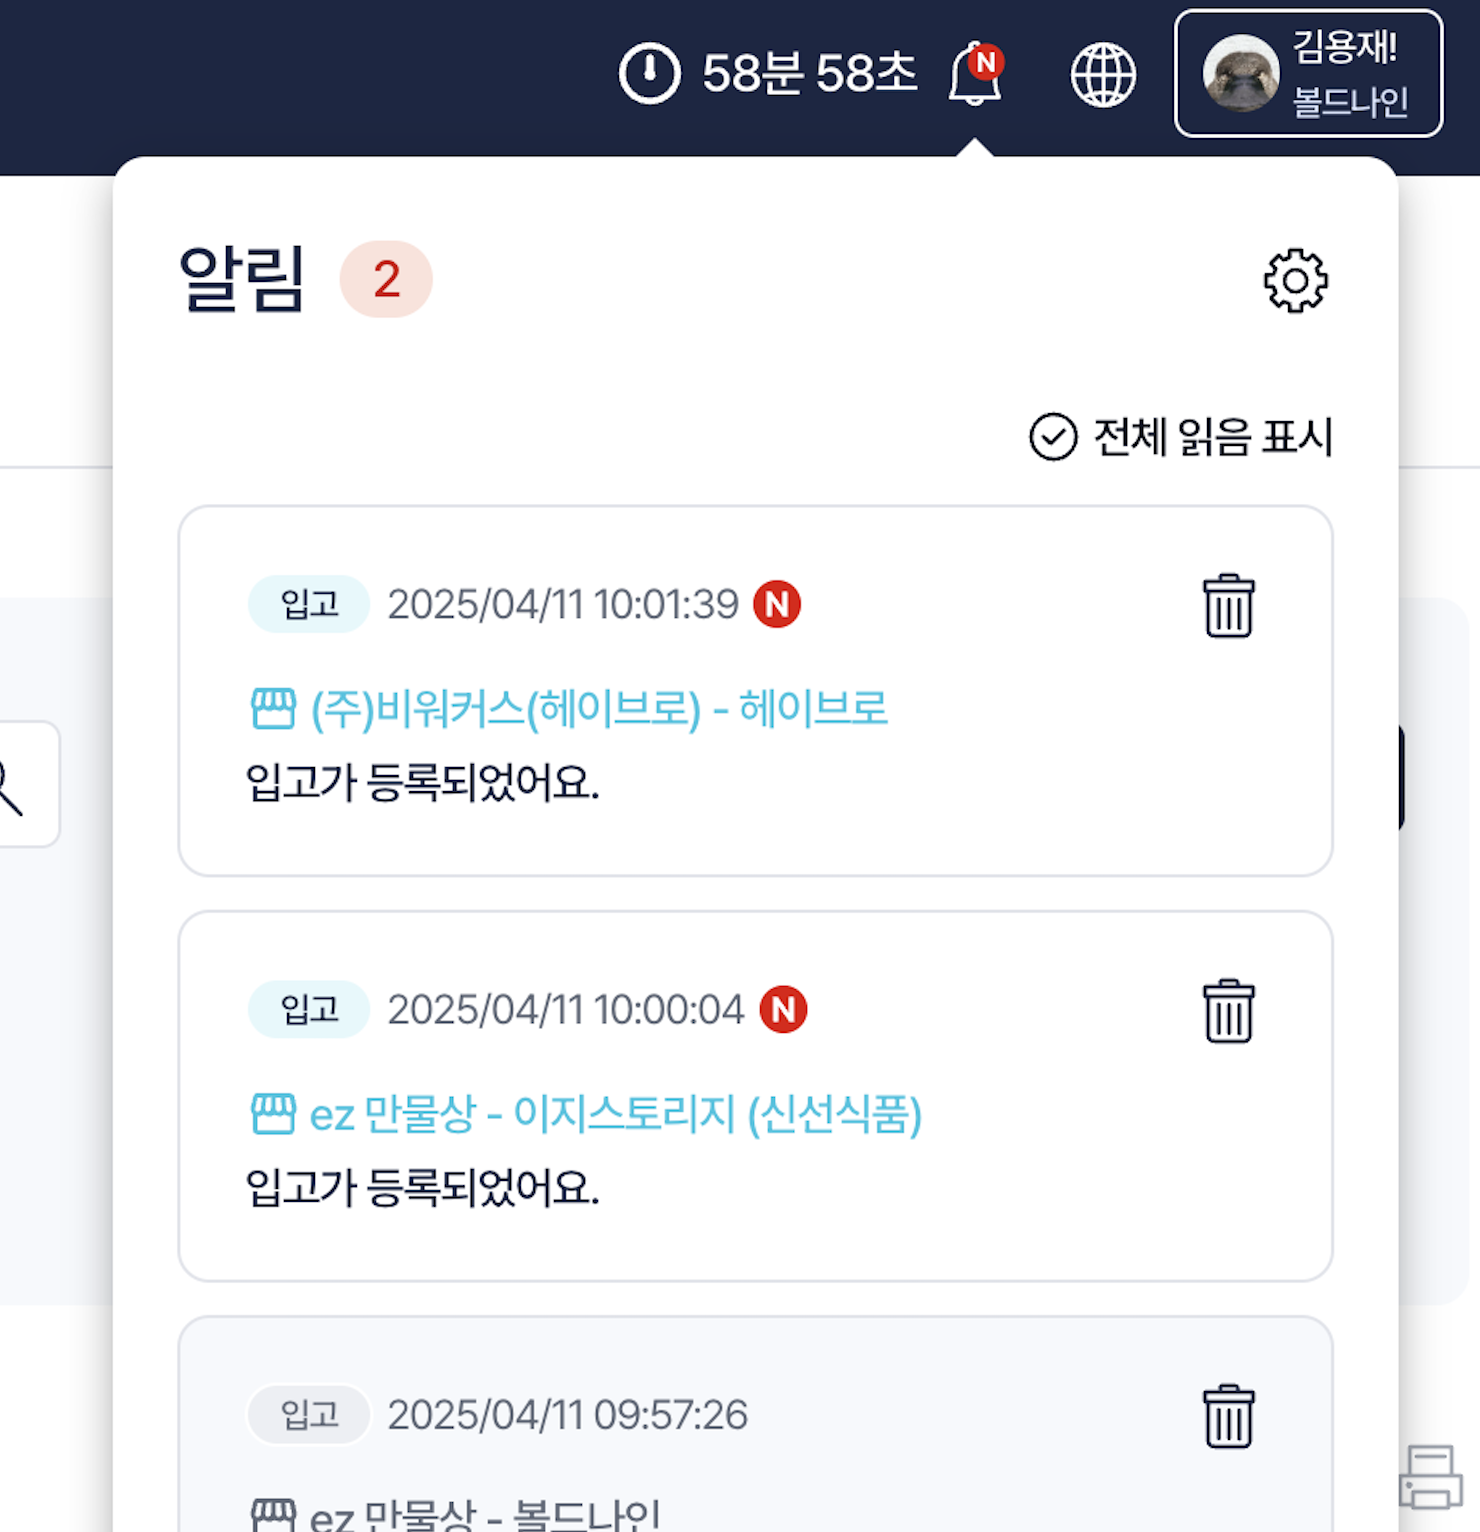 58분 58초
N
김용재!
볼드나인
알림 2
전체 읽음 표시
입고 2025/04/11 10:01:39 N
(주)비워커스(헤이브로) - 헤이브로
입고가 등록되었어요.
입고 2025/04/11 10:00:04 N
ez 만물상 - 이지스토리지 (신선식품)
입고가 등록되었어요.
입고 2025/04/11 09:57:26
ez 만물상 - 볼드나인